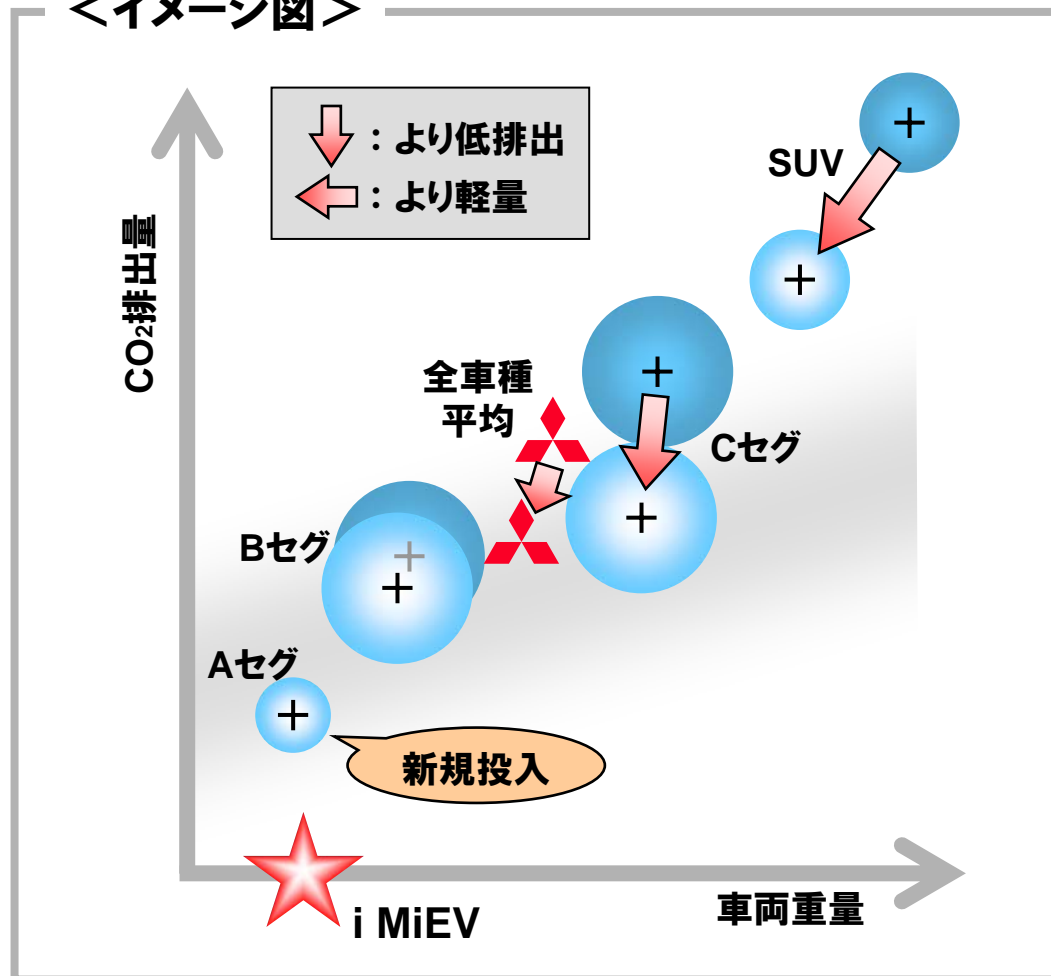 ＜イメージ図＞
：より低排出
：より軽量
SUV
CO₂排出量
全車種
平均
Cセグ
Bセグ
Aセグ
新規投入
i MiEV
車両重量